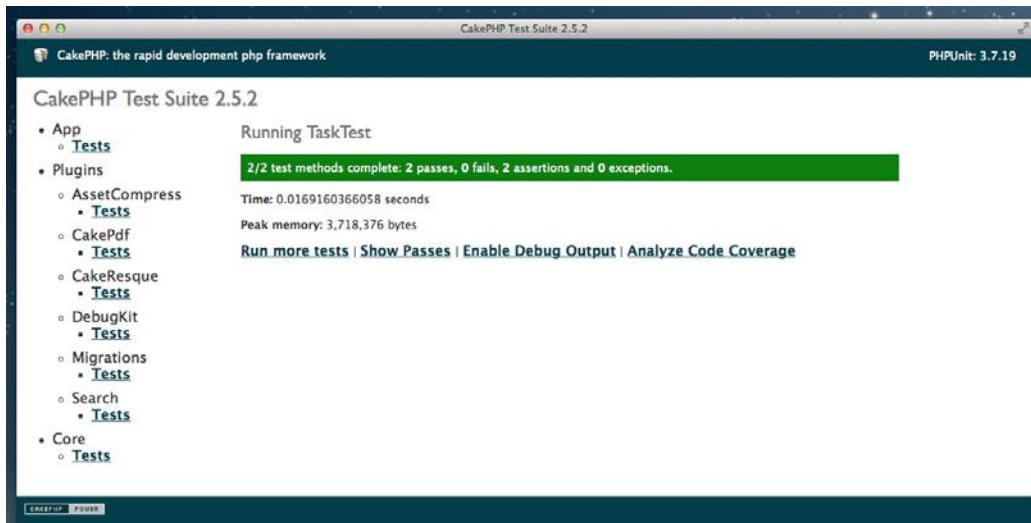 CakePHP Test Suite 2.5.2
CakePHP: the rapid development php framework
PHPUnit: 3.7.19
CakePHP Test Suite 2.5.2
App
Tests
Plugins
AssetCompress
Tests
CakePdf
Tests
CakeResque
Tests
DebugKit
Tests
Migrations
Tests
Search
Tests
Core
Tests
Running TaskTest
2/2 test methods complete: 2 passes, 0 fails, 2 assertions and 0 exceptions.
Time: 0.0169160366058 seconds
Peak memory: 3,718,376 bytes
Run more tests | Show Passes | Enable Debug Output | Analyze Code Coverage
CAKEPHP POWER